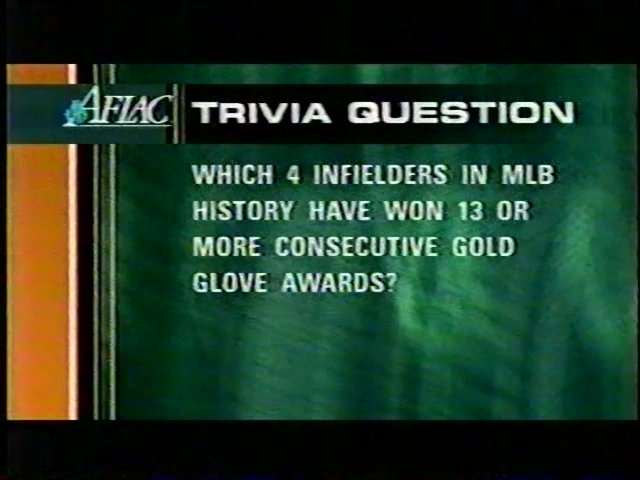 AFLAC TRIVIA QUESTION
WHICH 4 INFIELDERS IN MLB
HISTORY HAVE WON 13 OR
MORE CONSECUTIVE GOLD
GLOVE AWARDS?